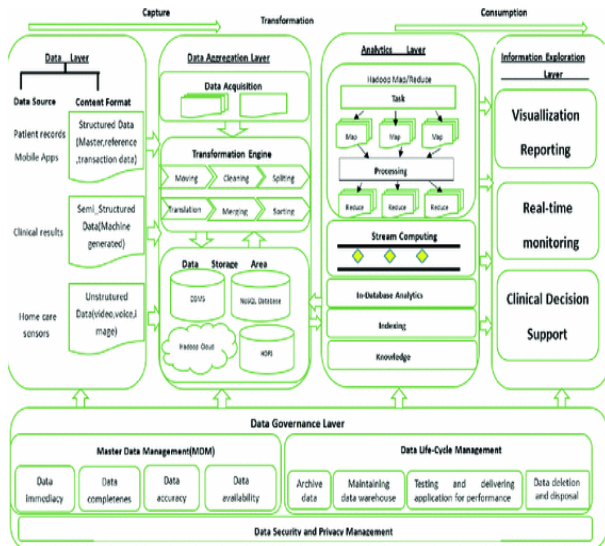 Capture
Transformation
Consumption
Data Layer
Data Source
Content Format
Patient records
Mobile Apps
Structured Data
(Master,reference
,transaction data)
Clinical results
Semi_Structured
Data(Machine
generated)
Home care
sensors
Unstrutured
Data(video,voice,i
mage)
Data Aggregation Layer
Data Acquisition
Transformation Engine
Moving
Cleaning
Spliting
Translation
Merging
Sorting
Data Storage Area
NoSQL Database
Hadoop Cloud
HDFS
Analytics Layer
Hadoop Map/Reduce
Task
Map
Map
Map
Processing
Reduce
Reduce
Reduce
Stream Computing
In-Database Analytics
Indexing
Knowledge
Information Exploration
Layer
Visuallization
Reporting
Real-time
monitoring
Clinical Decision
Support
Data Governance Layer
Master Data Management(MDM)
Data
immediacy
Data
completenes
Data
accuracy
Data
availability
Data Life-Cycle Management
Archive
data
Maintaining
data warehouse
Testing and delivering
application for performance
Data deletion
and disposal
Data Security and Privacy Management